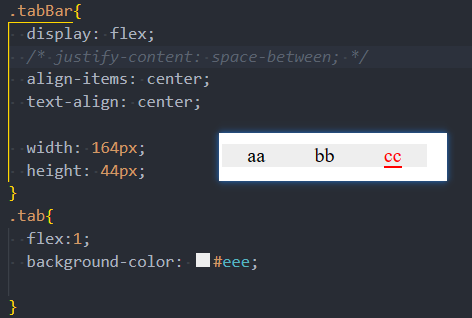 .tabBar{
display: flex;
/* justify-content: space-between; */
align-items: center;
text-align: center;
width: 164px;
height: 44px;
}
aa bb cc
.tab{
flex:1;
background-color: #eee;
}